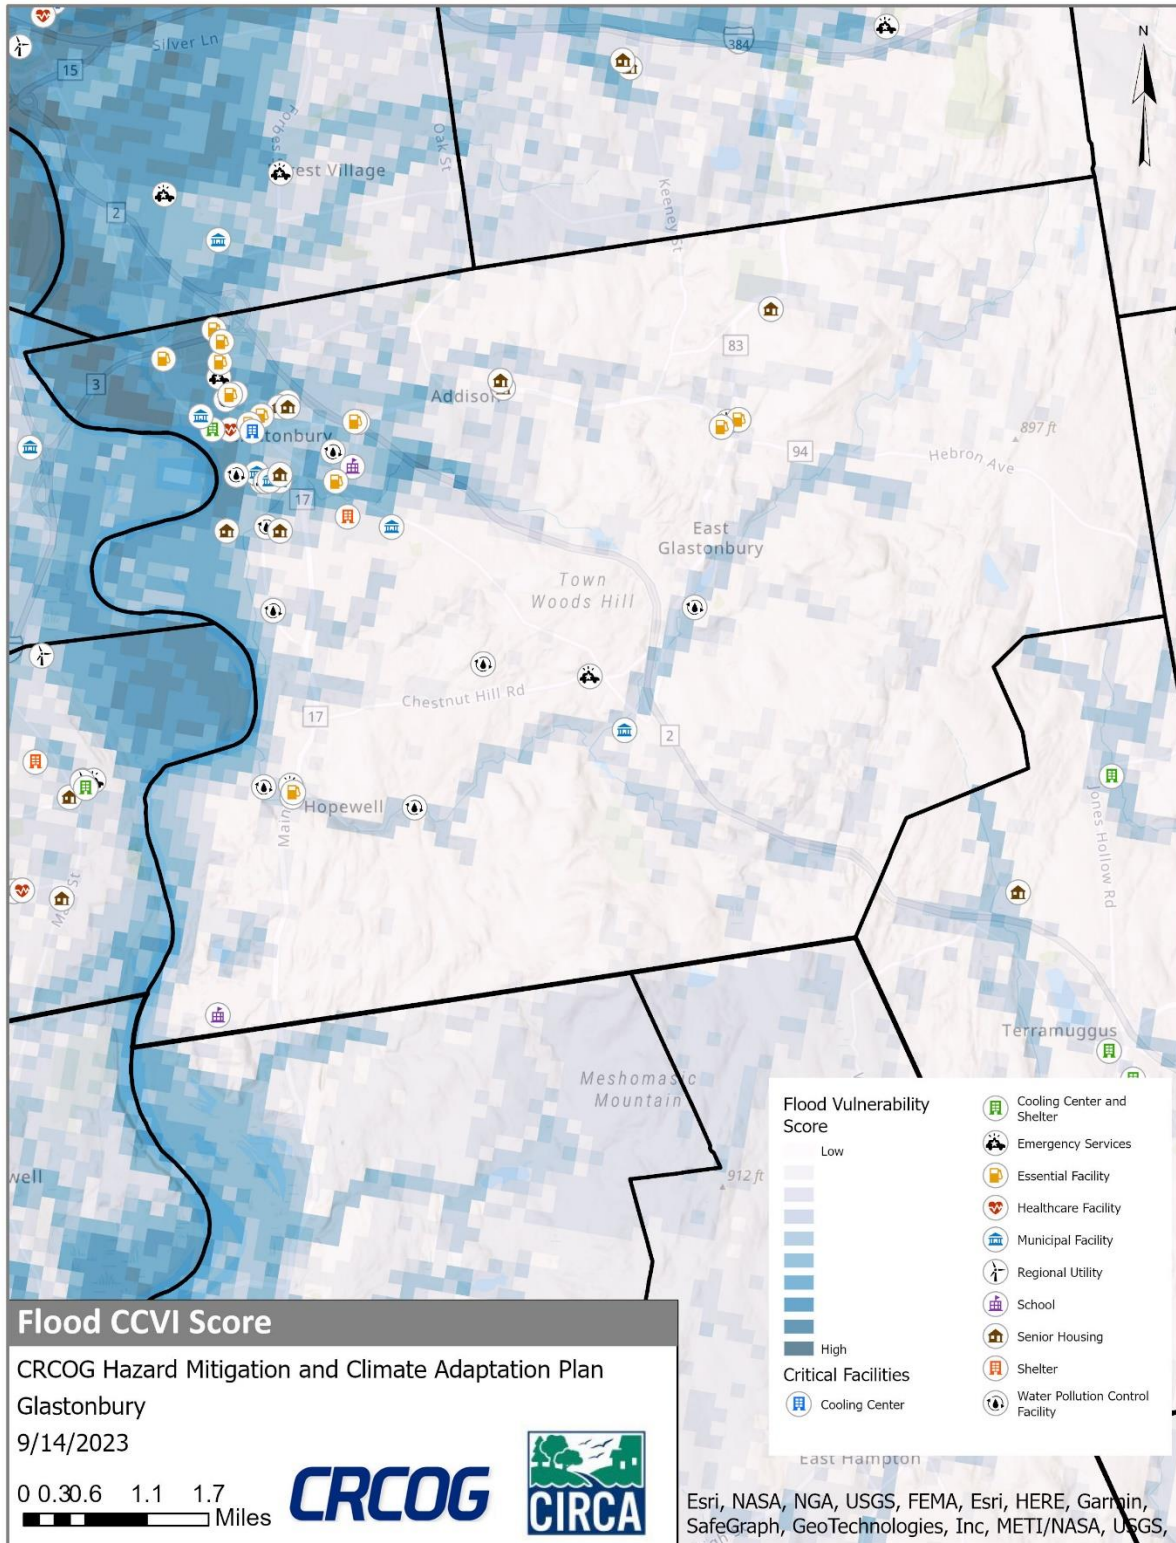 Silver Ln
384
N
15
Forbes
Oak St
rest Village
Keeney St
2
83
3
Addison
897 ft
tonbury
94
Hebron Ave
17
East
Glastonbury
Town
Woods Hill
Chestnut Hill Rd
17
2
Jones Hollow Rd
Main
Hopewell
St
Terramuggus
Meshomasic
Mountain
well
912 ft
Flood Vulnerability
Score
Low
High
Critical Facilities
Cooling Center
Cooling Center and
Shelter
Emergency Services
Essential Facility
Healthcare Facility
Municipal Facility
Regional Utility
School
Senior Housing
Shelter
Water Pollution Control
Facility
East Hampton
Flood CCVI Score
CRCOG Hazard Mitigation and Climate Adaptation Plan
Glastonbury
9/14/2023
0 0.3 0.6 1.1 1.7
Miles
CRCOG
CIRCA
Esri, NASA, NGA, USGS, FEMA, Esri, HERE, Garmin,
SafeGraph, GeoTechnologies, Inc, METI/NASA, USGS,